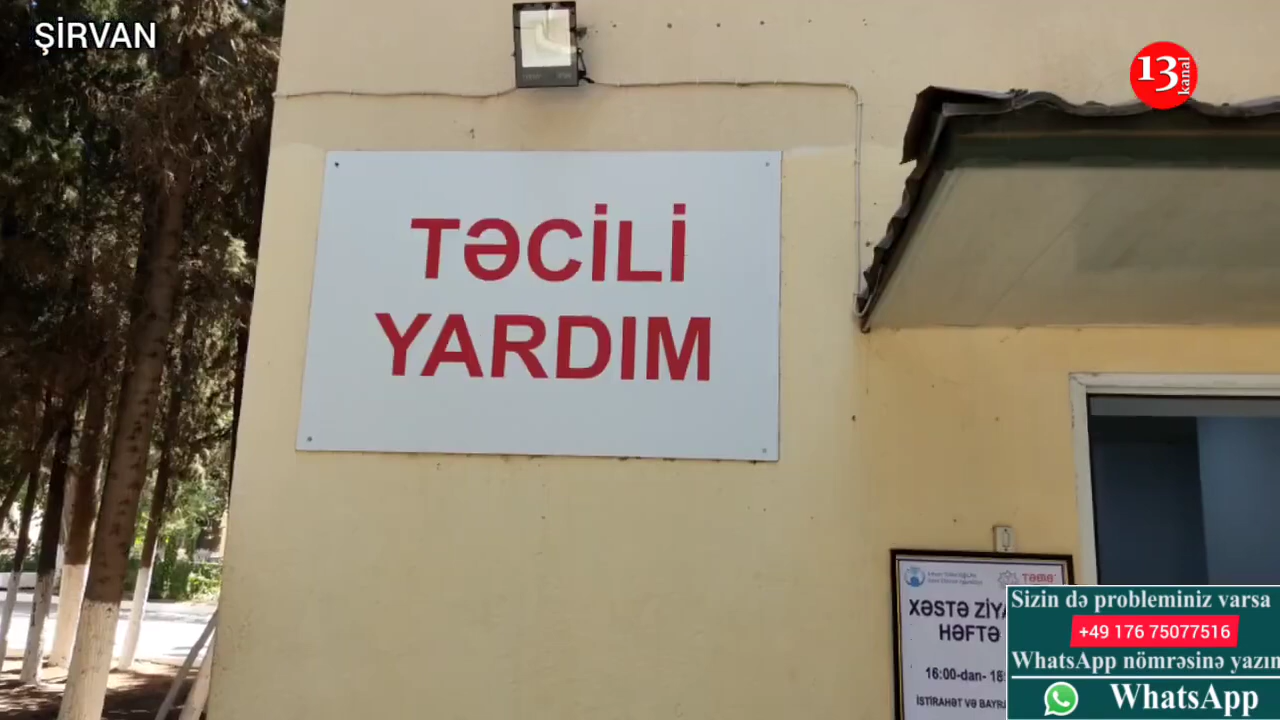 ŞİRVAN
13
kanal
TƏCİLİ
YARDIM
TƏBİB
XƏSTƏ
HƏFTƏ
16:00-dan-
İSTİRAHƏT VƏ
Sizin də probleminiz varsa
+49 176 75077516
WhatsApp nömrəsinə yazın
WhatsApp